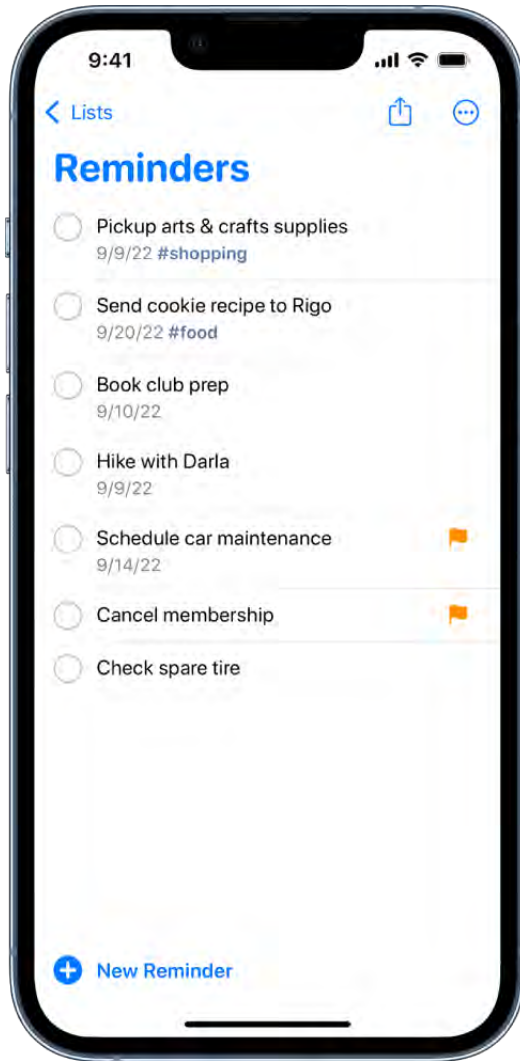 9:41
Lists
Reminders
Pickup arts & crafts supplies
9/9/22 #shopping
Send cookie recipe to Rigo
9/20/22 #food
Book club prep
9/10/22
Hike with Darla
9/9/22
Schedule car maintenance
9/14/22
Cancel membership
Check spare tire
New Reminder